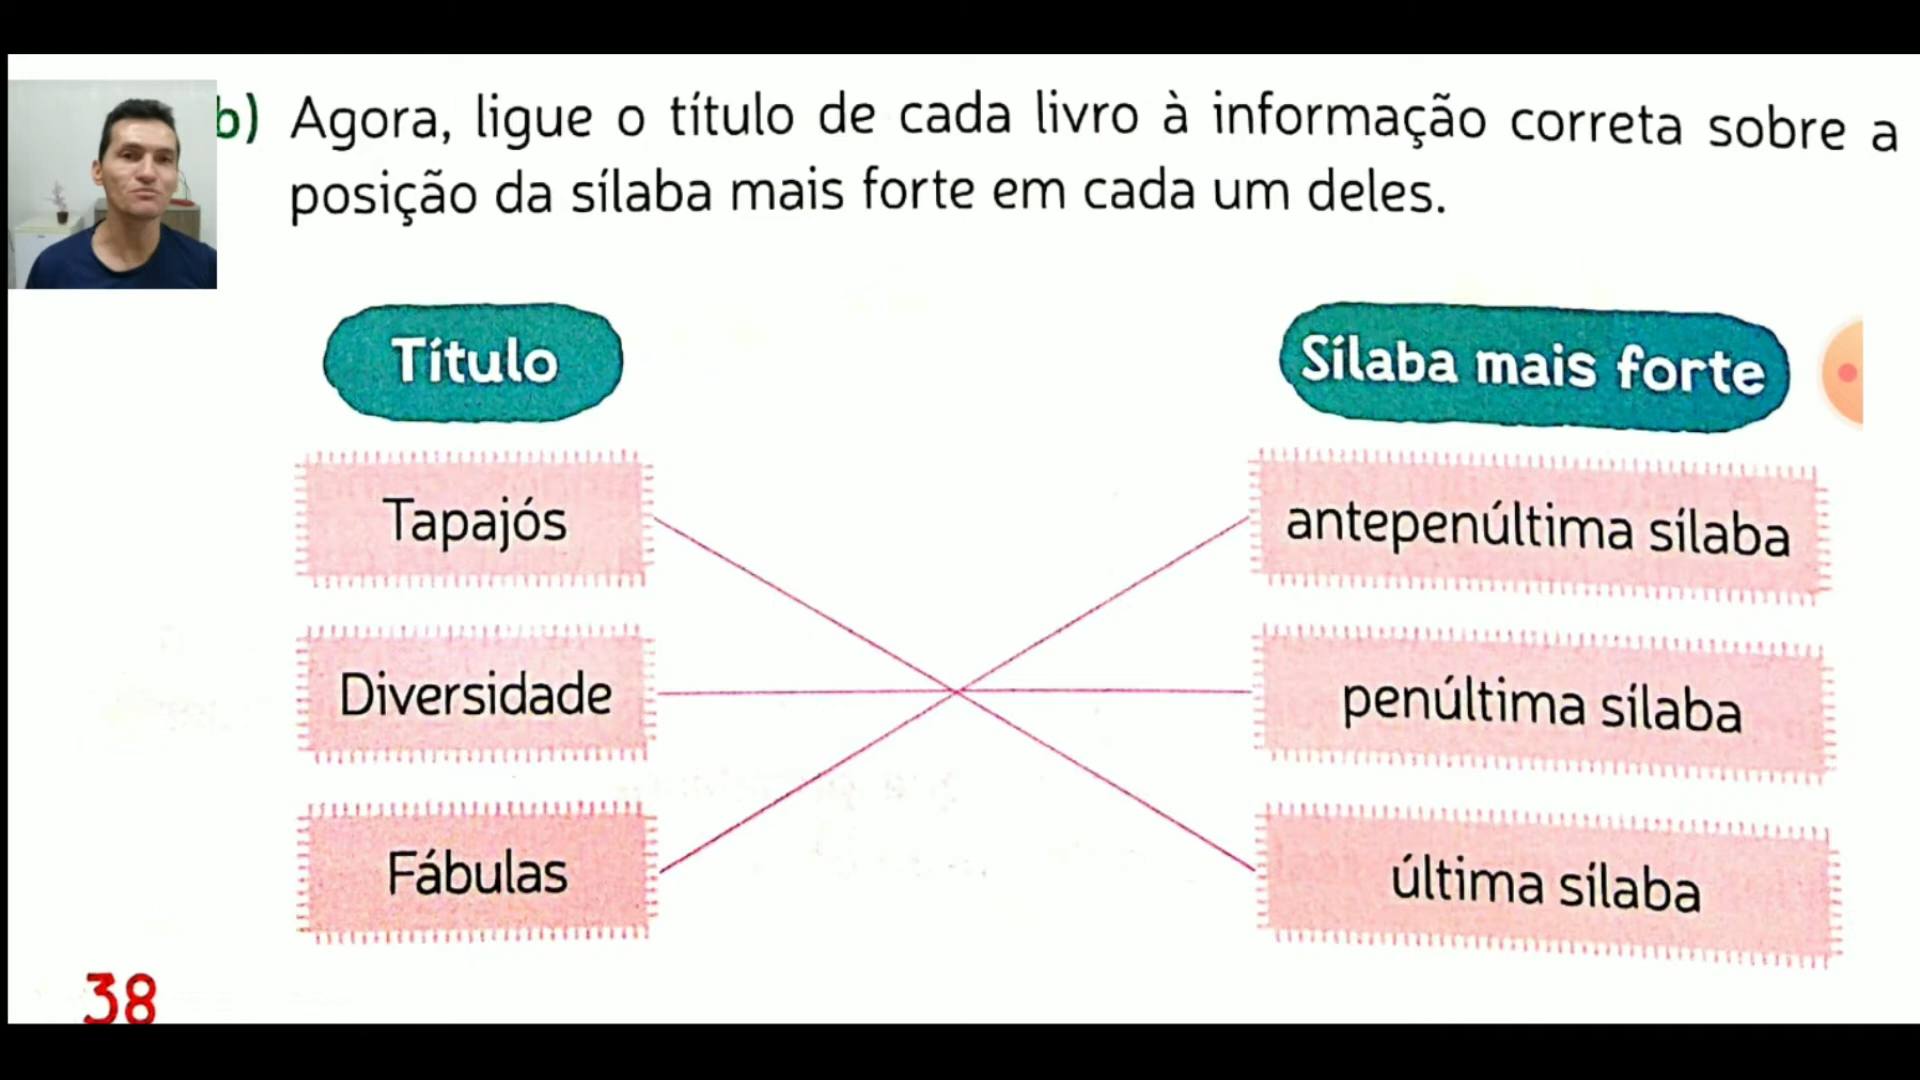 b) Agora, ligue o título de cada livro à informação correta sobre a
posição da sílaba mais forte em cada um deles.
Título
Sílaba mais forte
Tapajós
antepenúltima sílaba
Diversidade
penúltima sílaba
Fábulas
última sílaba
38